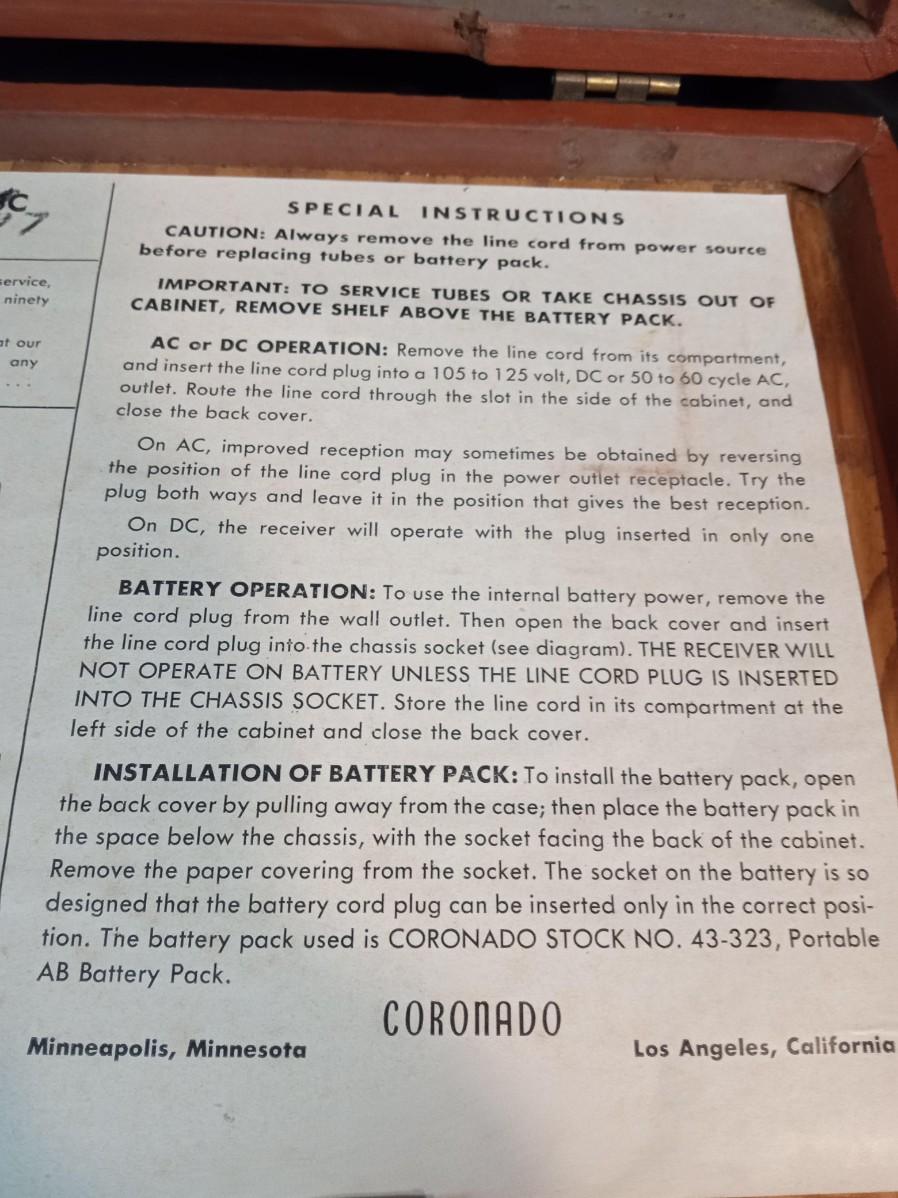 SPECIAL INSTRUCTIONS
CAUTION: Always remove the line cord from power source
before replacing tubes or battery pack.
IMPORTANT: TO SERVICE TUBES OR TAKE CHASSIS OUT OF
CABINET, REMOVE SHELF ABOVE THE BATTERY PACK.
AC or DC OPERATION: Remove the line cord from its compartment,
and insert the line cord plug into a 105 to 125 volt, DC or 50 to 60 cycle AC,
outlet. Route the line cord through the slot in the side of the cabinet, and
close the back cover.
On AC, improved reception may sometimes be obtained by reversing
the position of the line cord plug in the power outlet receptacle. Try the
plug both ways and leave it in the position that gives the best reception.
On DC, the receiver will operate with the plug inserted in only one
position.
BATTERY OPERATION: To use the internal battery power, remove the
line cord plug from the wall outlet. Then open the back cover and insert
the line cord plug into the chassis socket (see diagram). THE RECEIVER WILL
NOT OPERATE ON BATTERY UNLESS THE LINE CORD PLUG IS INSERTED
INTO THE CHASSIS SOCKET. Store the line cord in its compartment at the
left side of the cabinet and close the back cover.
INSTALLATION OF BATTERY PACK: To install the battery pack, open
the back cover by pulling away from the case; then place the battery pack in
the space below the chassis, with the socket facing the back of the cabinet.
Remove the paper covering from the socket. The socket on the battery is so
designed that the battery cord plug can be inserted only in the correct posi-
tion. The battery pack used is CORONADO STOCK NO. 43-323, Portable
AB Battery Pack.
CORONADO
Minneapolis, Minnesota
Los Angeles, California
service,
ninety
at our
any
. . .